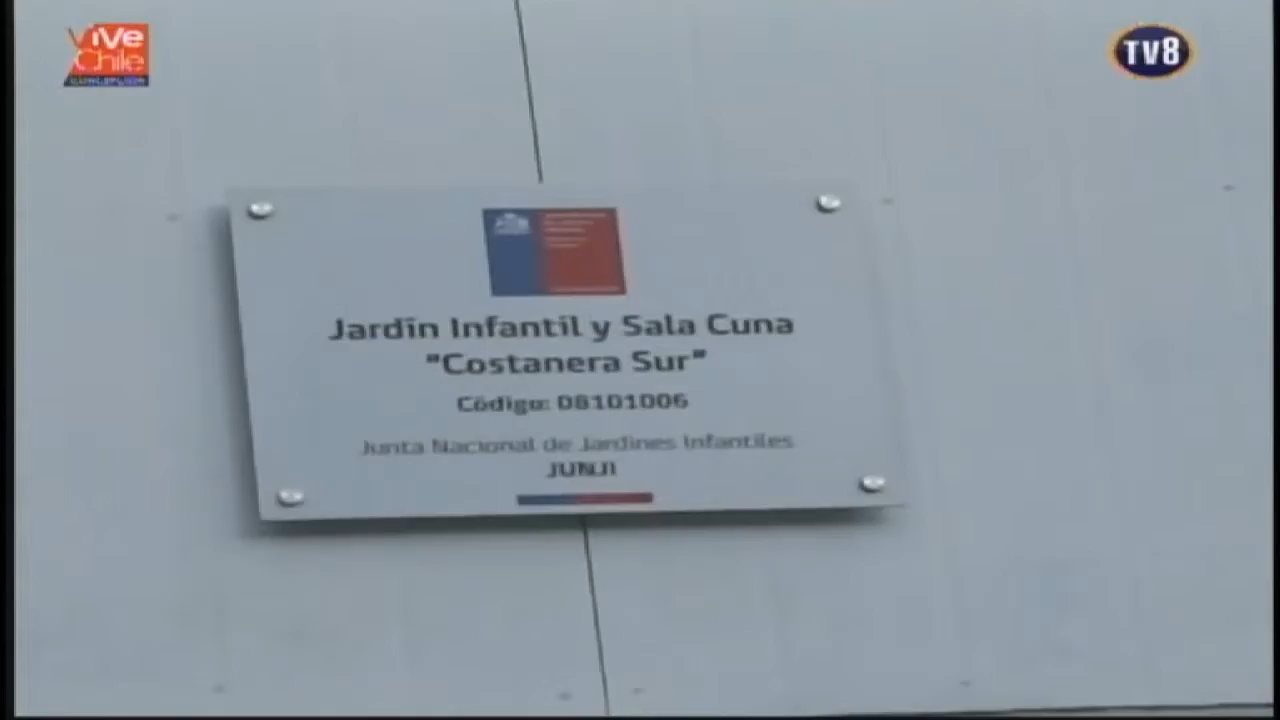 ViVe
Chile
TV8
Jardín Infantil y Sala Cuna
"Costanera Sur"
Código: 08101006
Junta Nacional de Jardines Infantiles
JUNJI